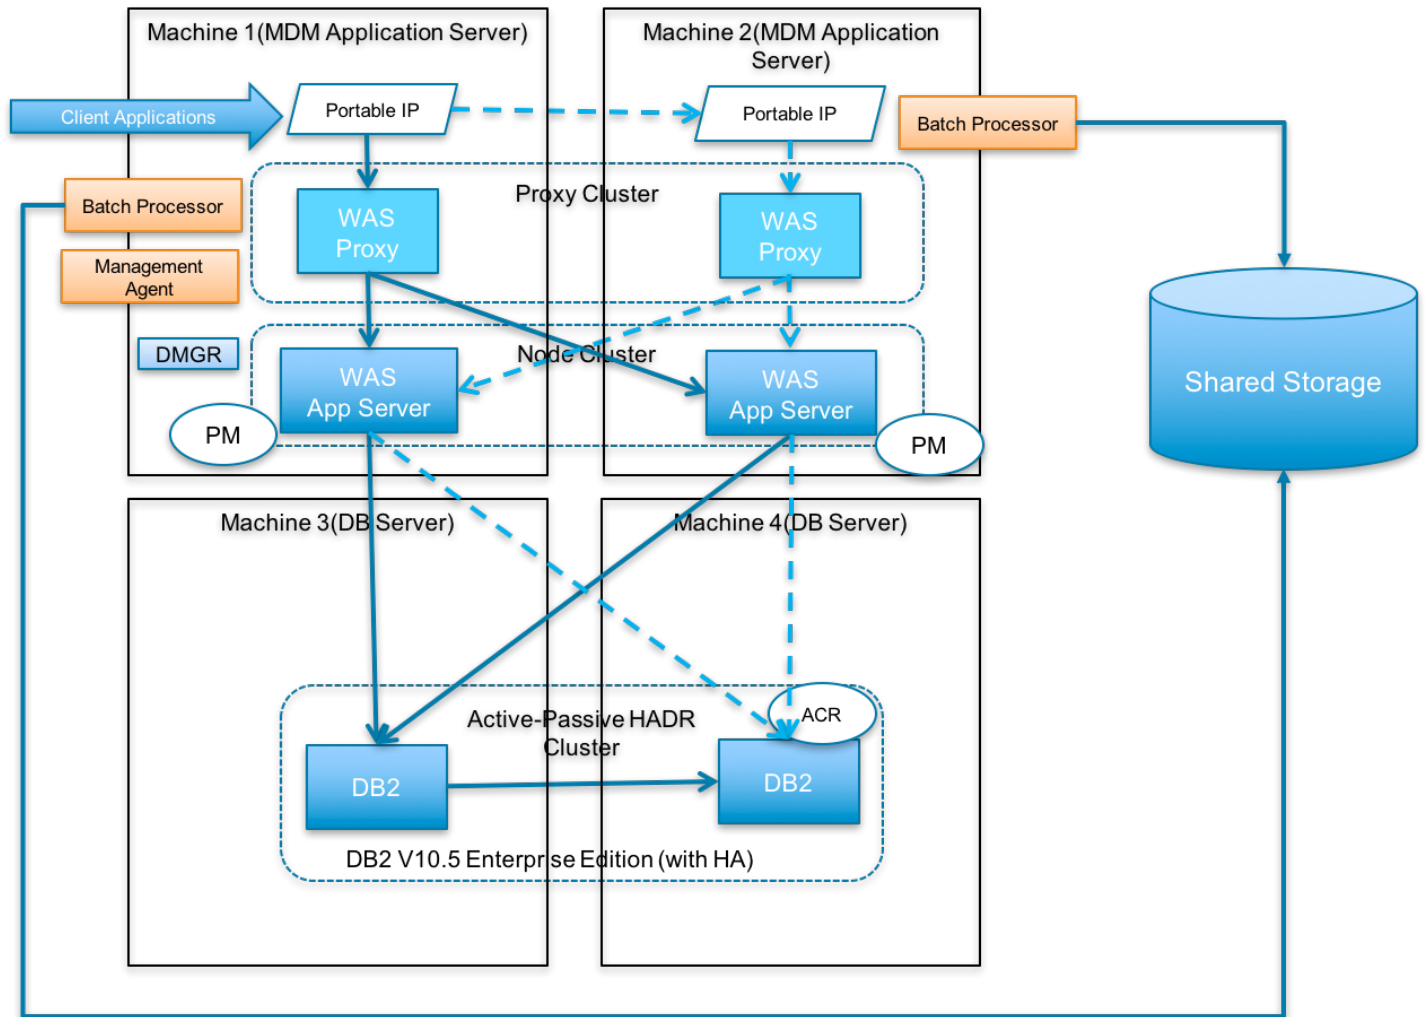 Machine 1(MDM Application Server)
Machine 2(MDM Application
Server)
Client Applications
Portable IP
Portable IP
Batch Processor
Batch Processor
Management
Agent
Proxy Cluster
WAS
Proxy
WAS
Proxy
DMGR
Node Cluster
WAS
App Server
WAS
App Server
PM
PM
Shared Storage
Machine 3(DB Server)
Machine 4(DB Server)
Active-Passive HADR
Cluster
ACR
DB2
DB2
DB2 V10.5 Enterprise Edition (with HA)